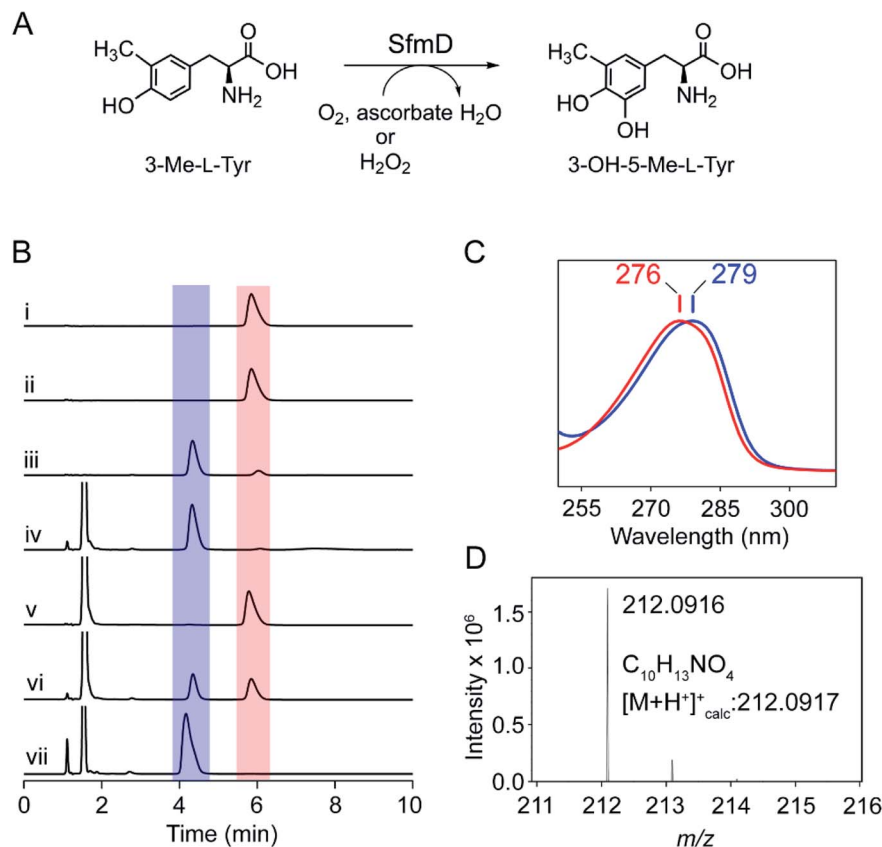 A
SfmD
H₃C
O
OH
HO
NH₂
O₂, ascorbate H₂O
or
H₂O₂
H₃C
O
OH
HO
NH₂
OH
3-Me-L-Tyr
3-OH-5-Me-L-Tyr
B
i
ii
iii
iv
v
vi
vii
0 2 4 6 8 10
Time (min)
C
276 279
255 270 285 300
Wavelength (nm)
D
Intensity x 10⁶
1.5
1.0
0.5
0.0
212.0916
C₁₀H₁₃NO₄
[M+H⁺]⁺calc:212.0917
211 212 213 214 215 216
m/z